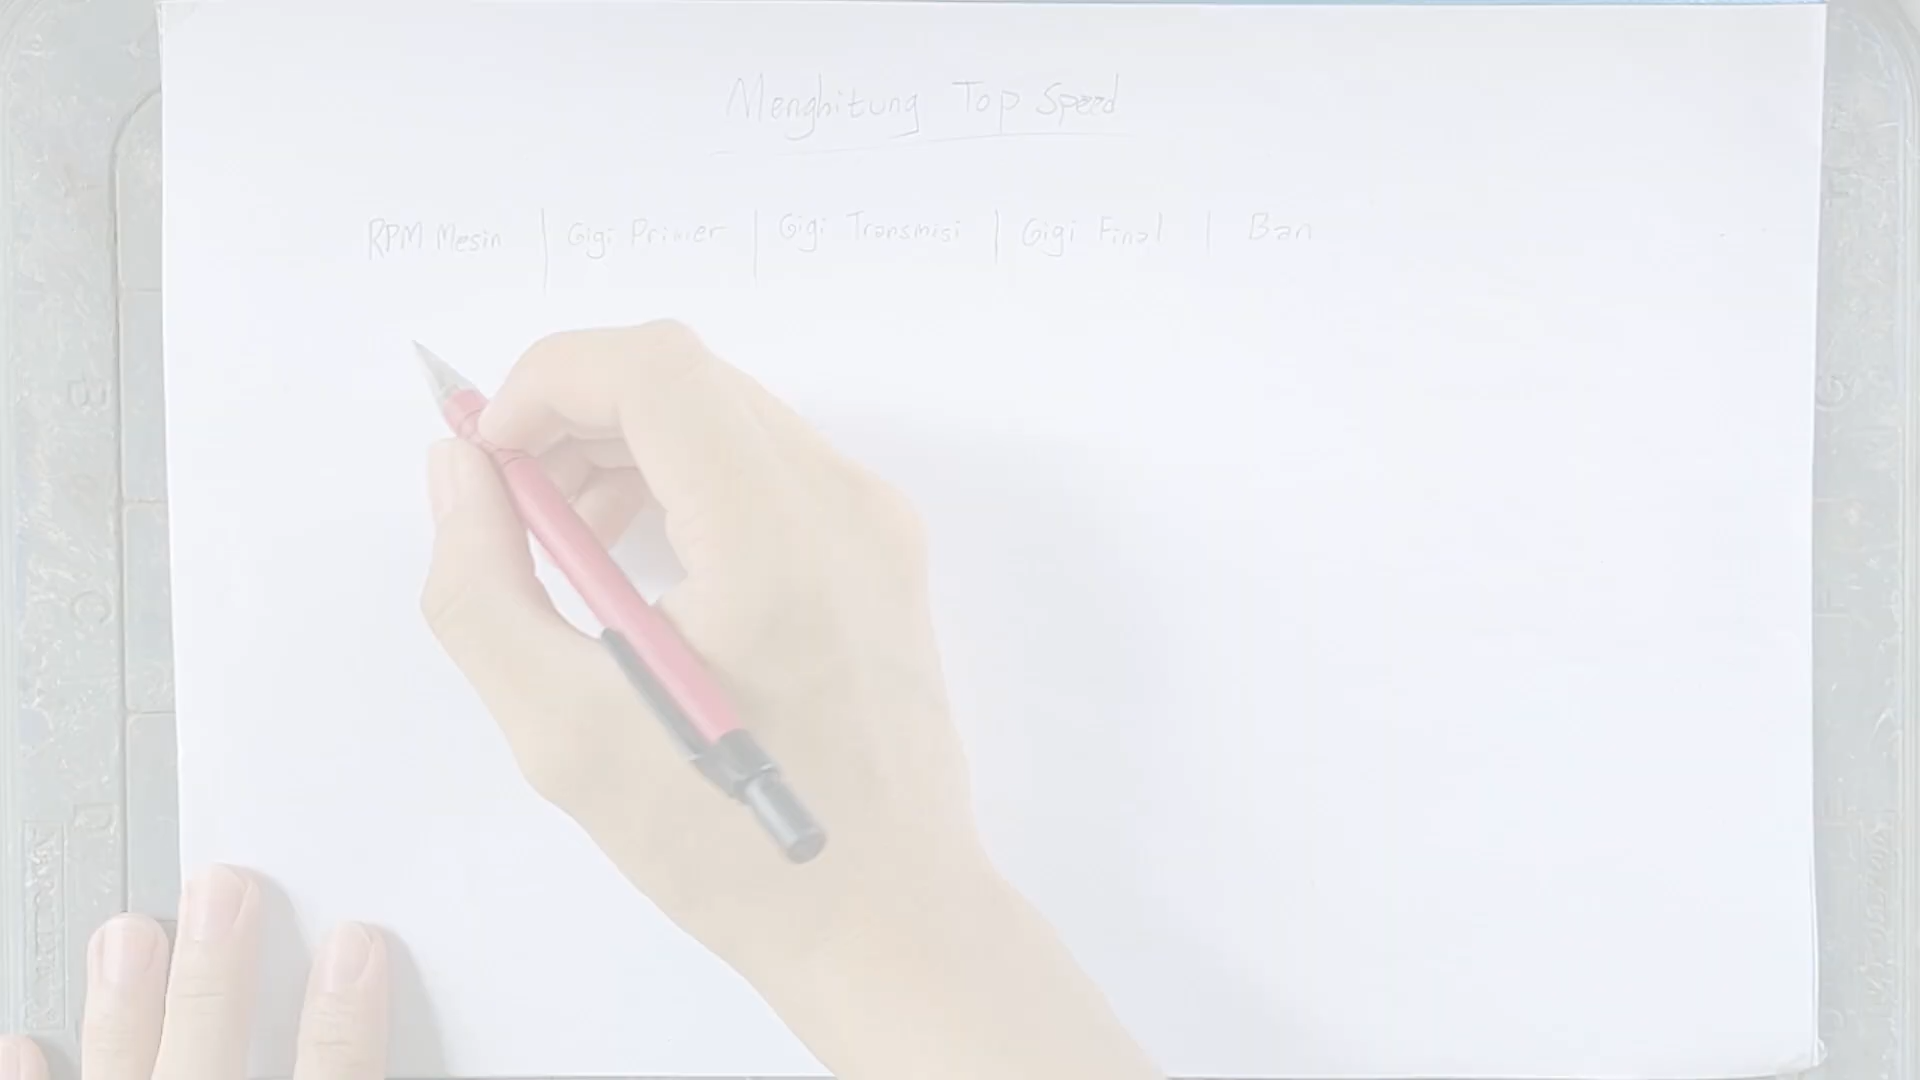 Menghitung Top Speed
RPM Mesin | Gigi Primer | Gigi Transmisi | Gigi Final | Ban
B
C
D